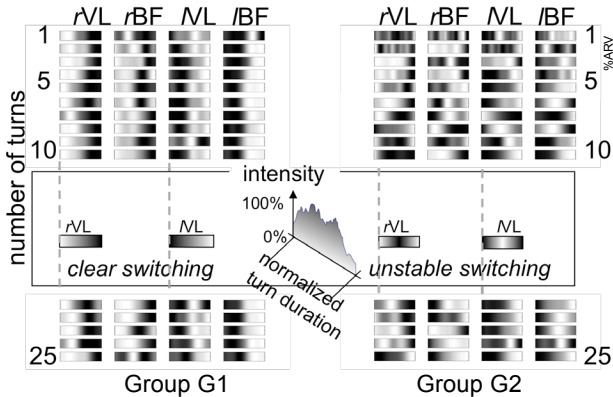 rVL rBF lVL lBF
rVL rBF lVL lBF
1
5
10
number of turns
1
5
10
%ARV
intensity
100%
0%
normalized
turn duration
rVL
lVL
clear switching
rVL
lVL
unstable switching
25
25
Group G1
Group G2